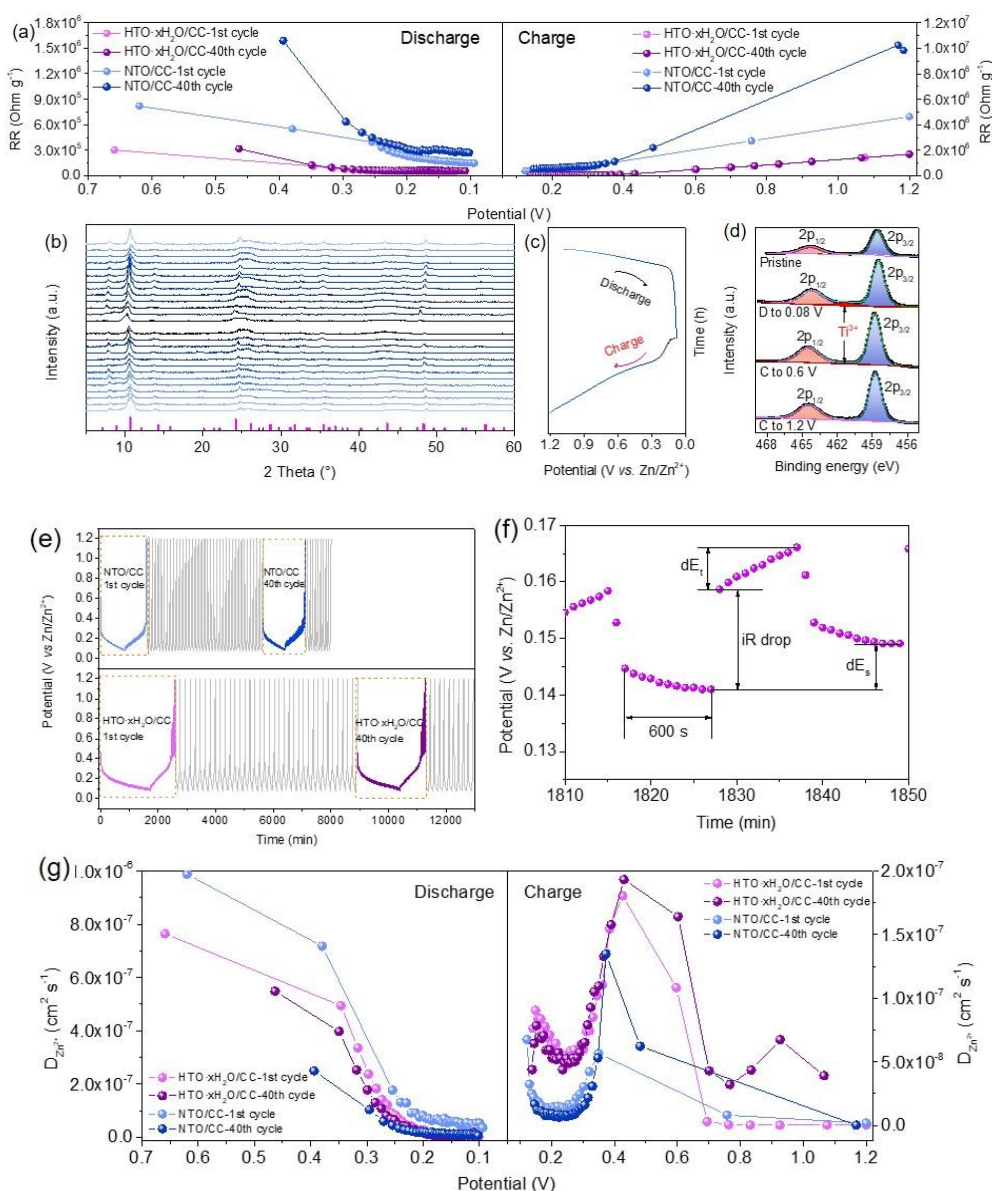 (a)
1.8x10⁶
1.5x10⁶
1.2x10⁶
9.0x10⁵
6.0x10⁵
3.0x10⁵
0.0
RR (Ohm g⁻¹)
HTO·xH₂O/CC-1st cycle
HTO·xH₂O/CC-40th cycle
NTO/CC-1st cycle
NTO/CC-40th cycle
Discharge
Charge
HTO·xH₂O/CC-1st cycle
HTO·xH₂O/CC-40th cycle
NTO/CC-1st cycle
NTO/CC-40th cycle
1.2x10⁷
1.0x10⁷
8.0x10⁶
6.0x10⁶
4.0x10⁶
2.0x10⁶
0.0
RR (Ohm g⁻¹)
0.7 0.6 0.5 0.4 0.3 0.2 0.1 0.2 0.4 0.6 0.8 1.0 1.2
Potential (V)
(b)
Intensity (a.u.)
10 20 30 40 50 60
2 Theta (°)
(c)
Discharge
Charge
Time (h)
1.2 0.9 0.6 0.3 0.0
Potential (V vs. Zn/Zn²⁺)
(d)
Intensity (a.u.)
2p₁/₂ 2p₃/₂
Pristine
2p₁/₂ 2p₃/₂
D to 0.08 V
Ti³⁺
2p₁/₂ 2p₃/₂
C to 0.6 V
2p₁/₂ 2p₃/₂
C to 1.2 V
468 465 462 459 456
Binding energy (eV)
(e)
Potential (V vs Zn/Zn²⁺)
1.2
1.0
0.8
0.6
0.4
0.2
0.0
NTO/CC
1st cycle
NTO/CC
40th cycle
1.2
1.0
0.8
0.6
0.4
0.2
0.0
HTO·xH₂O/CC
1st cycle
HTO·xH₂O/CC
40th cycle
0 2000 4000 6000 8000 10000 12000
Time (min)
(f)
Potential (V vs. Zn/Zn²⁺)
0.17
0.16
0.15
0.14
0.13
dEₜ
iR drop
dEₛ
600 s
1810 1820 1830 1840 1850
Time (min)
(g)
D_Zn²⁺ (cm² s⁻¹)
1.0x10⁻⁶
8.0x10⁻⁷
6.0x10⁻⁷
4.0x10⁻⁷
2.0x10⁻⁷
0.0
Discharge
HTO·xH₂O/CC-1st cycle
HTO·xH₂O/CC-40th cycle
NTO/CC-1st cycle
NTO/CC-40th cycle
Charge
HTO·xH₂O/CC-1st cycle
HTO·xH₂O/CC-40th cycle
NTO/CC-1st cycle
NTO/CC-40th cycle
2.0x10⁻⁷
1.5x10⁻⁷
1.0x10⁻⁷
5.0x10⁻⁸
0.0
D_Zn²⁺ (cm² s⁻¹)
0.7 0.6 0.5 0.4 0.3 0.2 0.1 0.2 0.4 0.6 0.8 1.0 1.2
Potential (V)